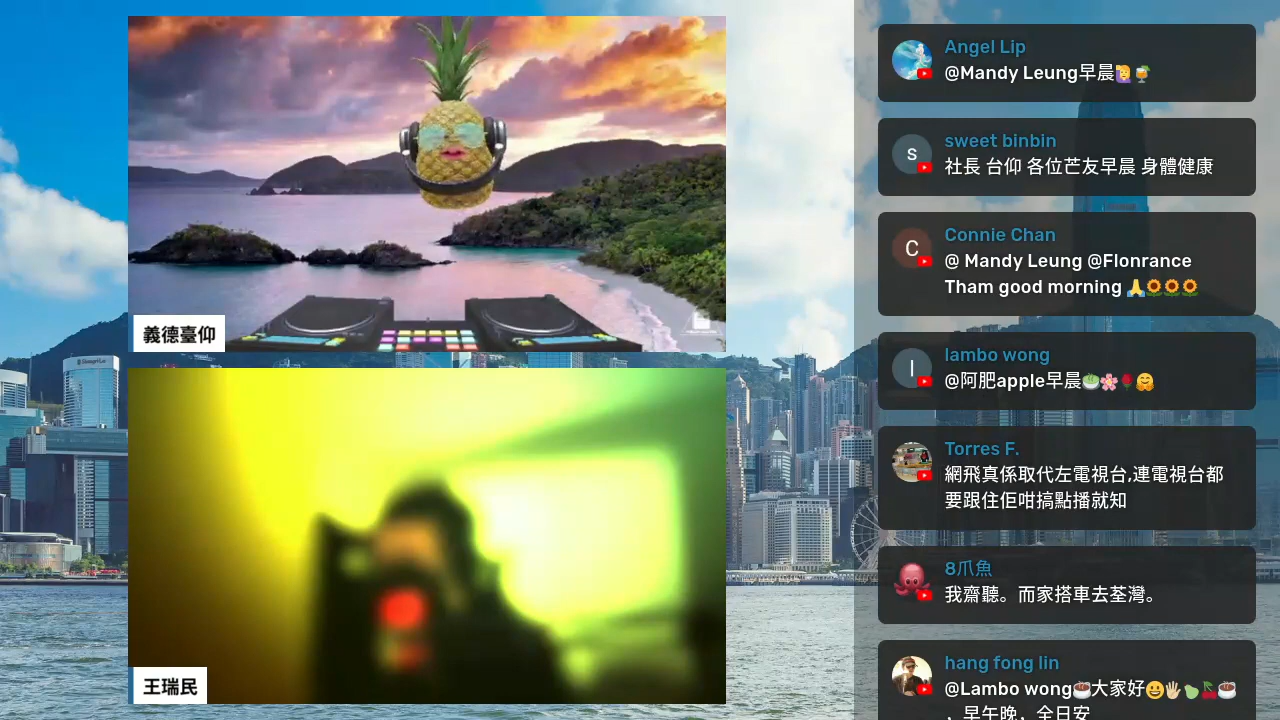 義德臺仰
王瑞民
Angel Lip
@Mandy Leung早晨🙋🍹
sweet binbin
社長 台仰 各位芒友早晨 身體健康
Connie Chan
@ Mandy Leung @Flonrance
Tham good morning 🙏🌻🌻🌻
lambo wong
@阿肥apple早晨🥬🌸🌹🤗
Torres F.
網飛真係取代左電視台,連電視台都
要跟住佢咁搞點播就知
8爪魚
我齋聽。而家搭車去荃灣。
hang fong lin
@Lambo wong☕大家好😀🖐🍐🍒☕
，早午晚，全日安
S
C
l